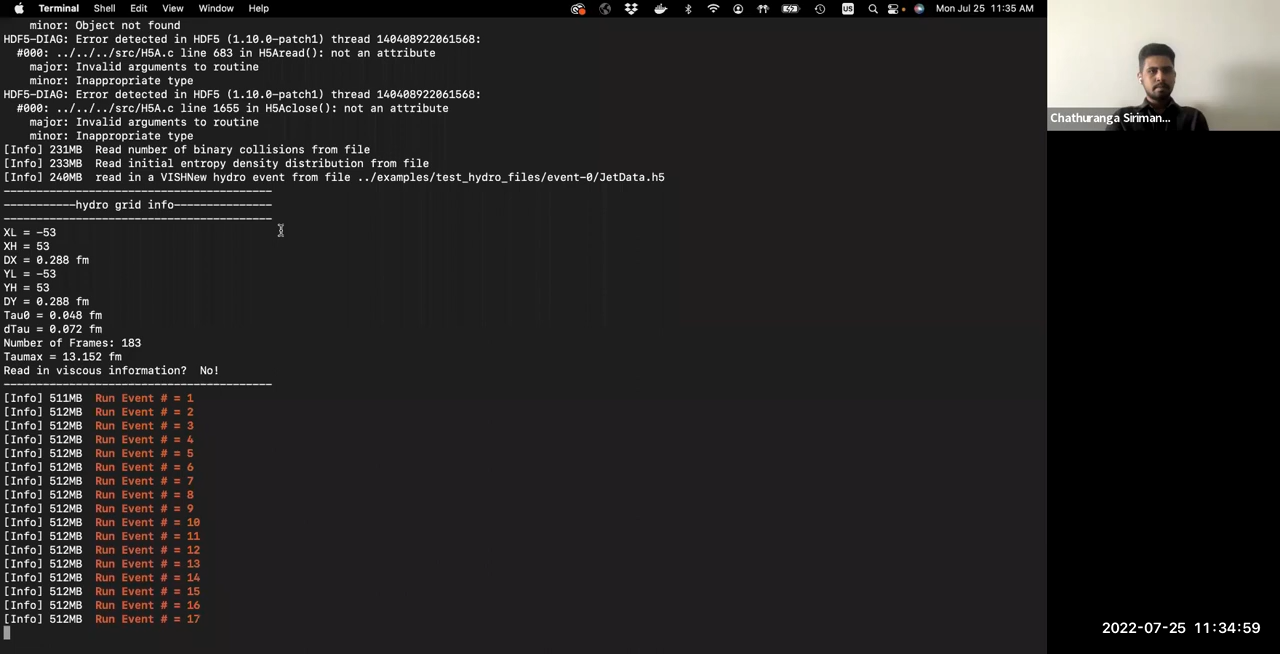 Terminal Shell Edit View Window Help US Mon Jul 25 11:35 AM
minor: Object not found
HDF5-DIAG: Error detected in HDF5 (1.10.0-patch1) thread 140408922061568:
#000: ../../../src/H5A.c line 683 in H5Aread(): not an attribute
major: Invalid arguments to routine
minor: Inappropriate type
HDF5-DIAG: Error detected in HDF5 (1.10.0-patch1) thread 140408922061568:
#000: ../../../src/H5A.c line 1655 in H5Aclose(): not an attribute
major: Invalid arguments to routine
minor: Inappropriate type
[Info] 231MB Read number of binary collisions from file
[Info] 233MB Read initial entropy density distribution from file
[Info] 240MB read in a VISHNew hydro event from file ../examples/test_hydro_files/event-0/JetData.h5
-----------------------------------------
-----------hydro grid info---------------
-----------------------------------------
XL = -53
XH = 53
DX = 0.288 fm
YL = -53
YH = 53
DY = 0.288 fm
Tau0 = 0.048 fm
dTau = 0.072 fm
Number of Frames: 183
Taumax = 13.152 fm
Read in viscous information? No!
-----------------------------------------
[Info] 511MB Run Event # = 1
[Info] 512MB Run Event # = 2
[Info] 512MB Run Event # = 3
[Info] 512MB Run Event # = 4
[Info] 512MB Run Event # = 5
[Info] 512MB Run Event # = 6
[Info] 512MB Run Event # = 7
[Info] 512MB Run Event # = 8
[Info] 512MB Run Event # = 9
[Info] 512MB Run Event # = 10
[Info] 512MB Run Event # = 11
[Info] 512MB Run Event # = 12
[Info] 512MB Run Event # = 13
[Info] 512MB Run Event # = 14
[Info] 512MB Run Event # = 15
[Info] 512MB Run Event # = 16
[Info] 512MB Run Event # = 17
Chathuranga Siriman...
2022-07-25 11:34:59